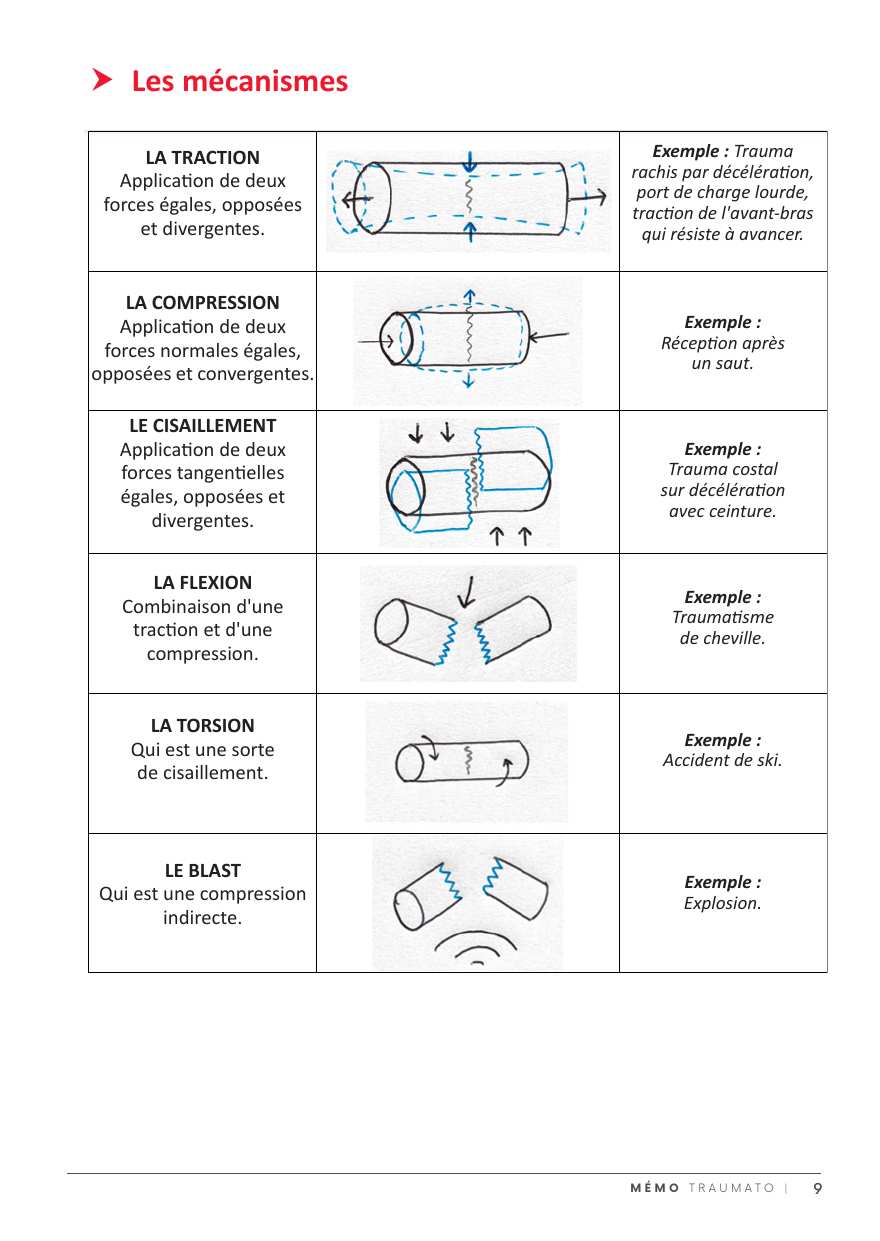 Les mécanismes
LA TRACTION
Application de deux
forces égales, opposées
et divergentes.
Exemple : Trauma
rachis par décélération,
port de charge lourde,
traction de l'avant-bras
qui résiste à avancer.
LA COMPRESSION
Application de deux
forces normales égales,
opposées et convergentes.
Exemple :
Réception après
un saut.
LE CISAILLEMENT
Application de deux
forces tangentielles
égales, opposées et
divergentes.
Exemple :
Trauma costal
sur décélération
avec ceinture.
LA FLEXION
Combinaison d'une
traction et d'une
compression.
Exemple :
Traumatisme
de cheville.
LA TORSION
Qui est une sorte
de cisaillement.
Exemple :
Accident de ski.
LE BLAST
Qui est une compression
indirecte.
Exemple :
Explosion.
MÉMO TRAUMATO | 9